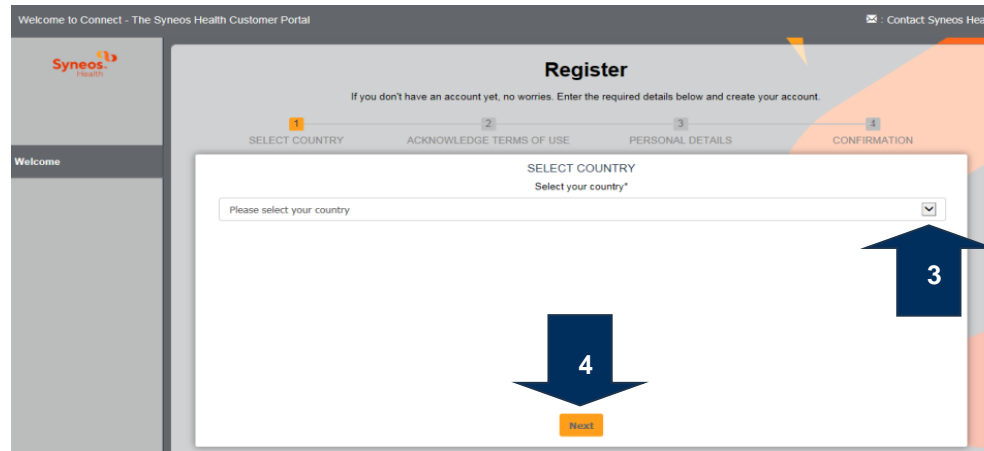 Welcome to Connect - The Syneos Health Customer Portal
: Contact Syneos Hea
Syneos.
Health
Register
If you don't have an account yet, no worries. Enter the required details below and create your account.
1 2 3 4
SELECT COUNTRY ACKNOWLEDGE TERMS OF USE PERSONAL DETAILS CONFIRMATION
Welcome
SELECT COUNTRY
Select your country*
Please select your country
3
4
Next